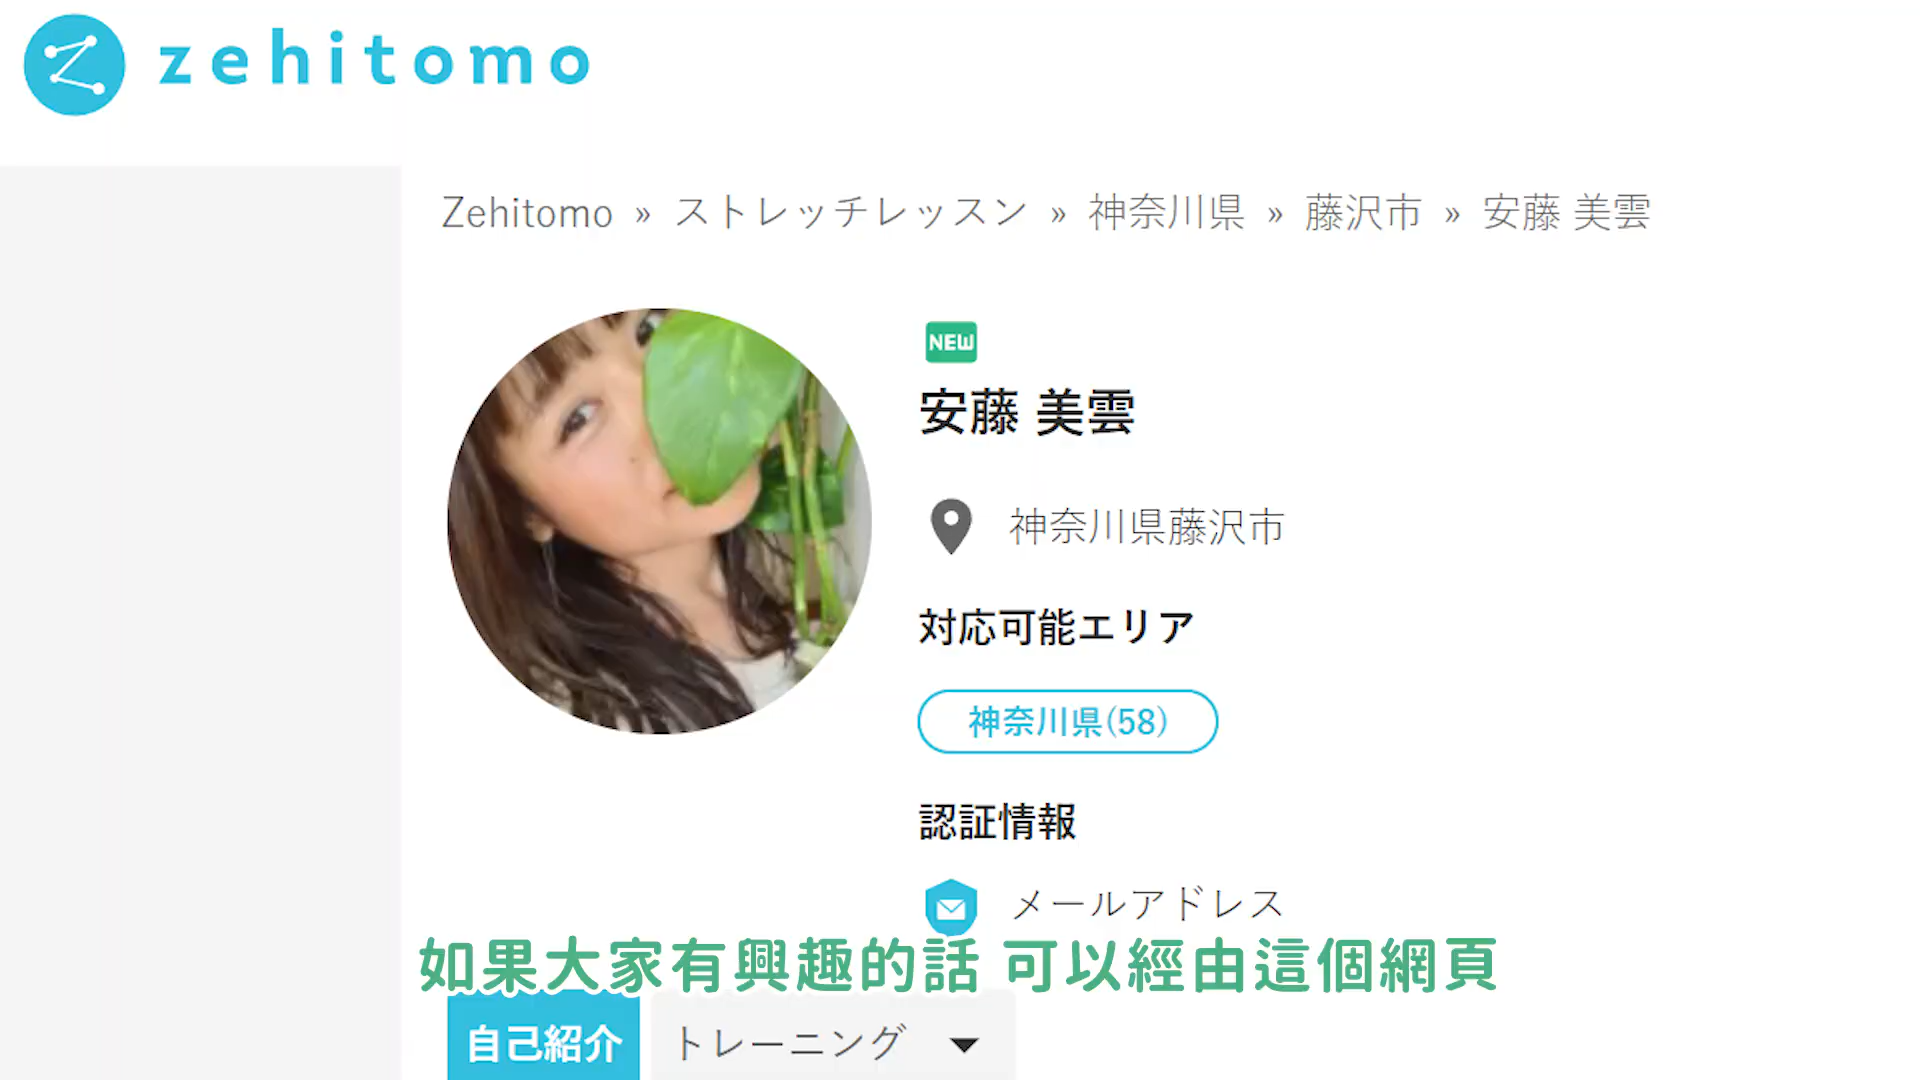 zehitomo
Zehitomo » ストレッチレッスン » 神奈川県 » 藤沢市 » 安藤 美雲
NEW
安藤 美雲
神奈川県藤沢市
対応可能エリア
神奈川県(58)
認証情報
メールアドレス
如果大家有興趣的話 可以經由這個網頁
自己紹介 トレーニング